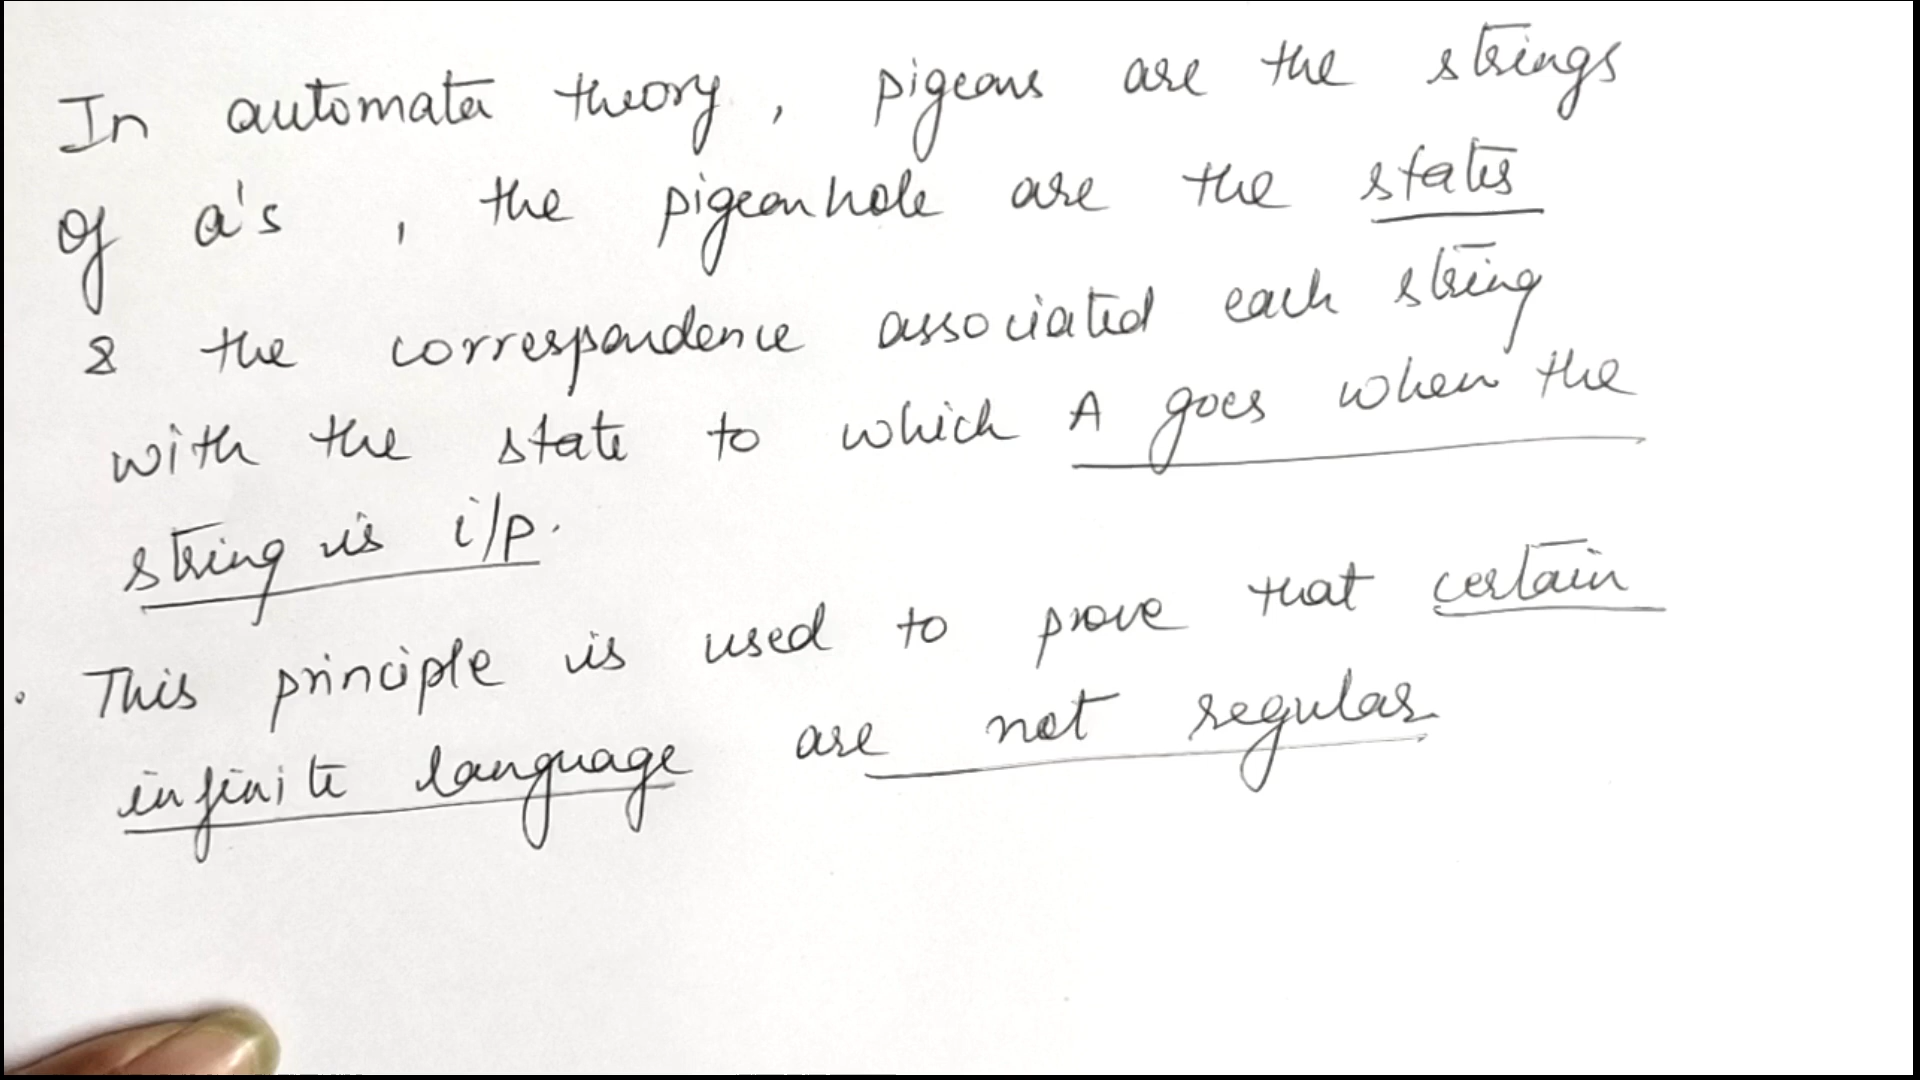 In automata theory, pigeons are the strings
of a's , the pigeonhole are the states
& the correspondence associated each string
with the state to which A goes when the
string is i/p.
. This principle is used to prove that certain
infinite language are not regular